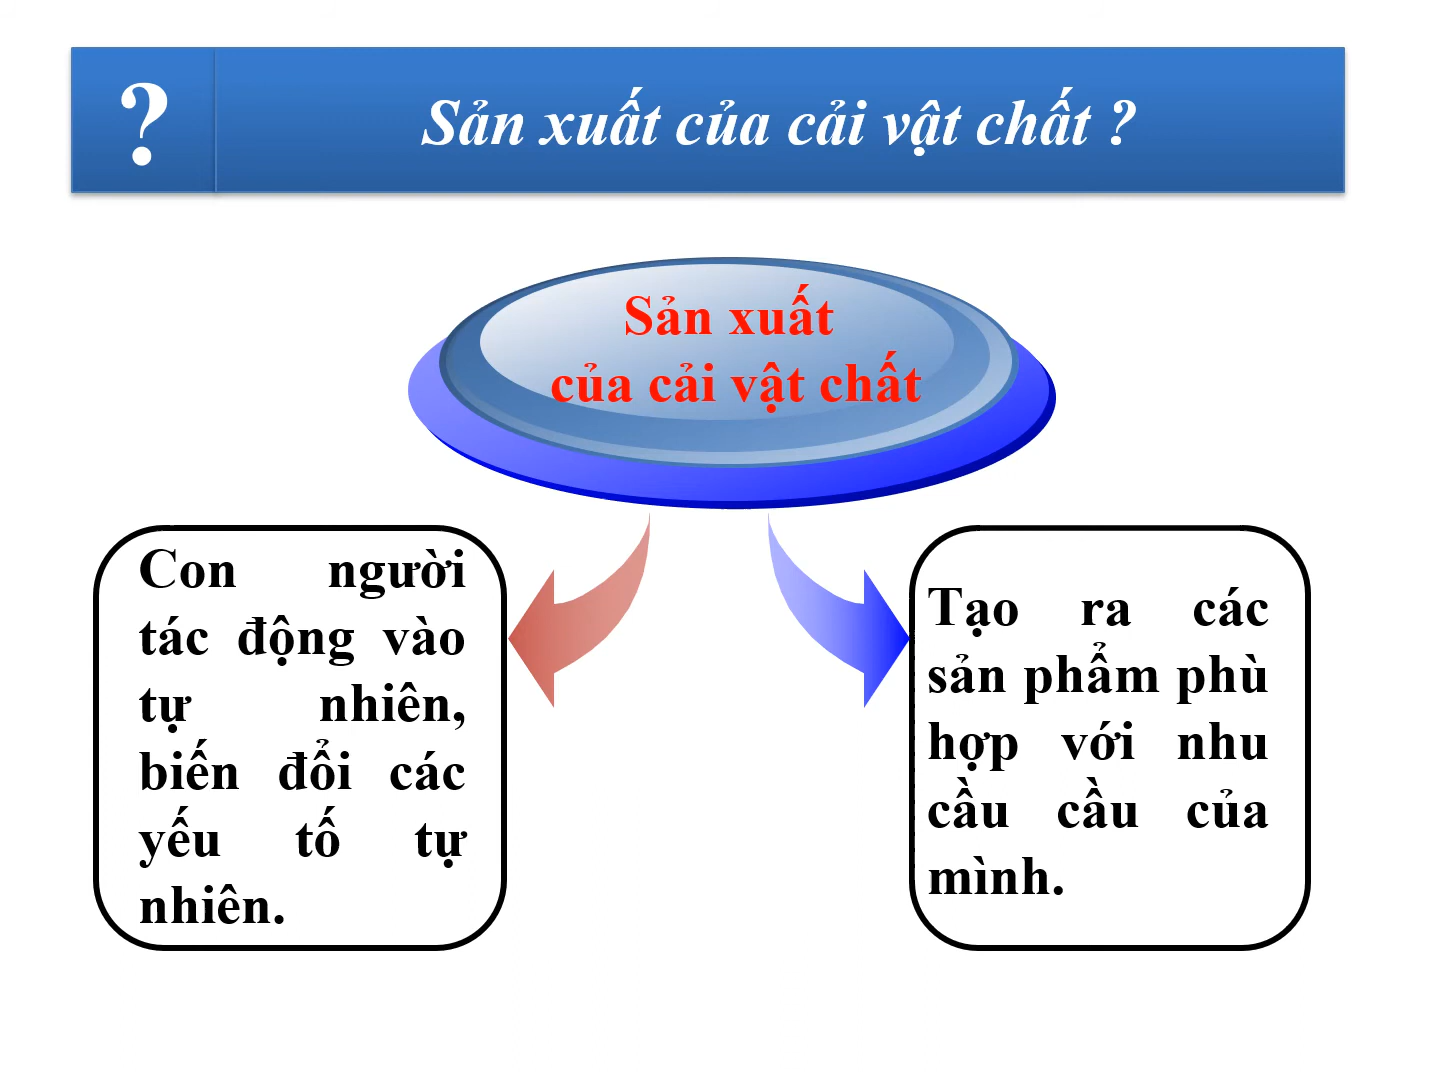 ?
Sản xuất của cải vật chất ?
Sản xuất
của cải vật chất
Con người
tác động vào
tự nhiên,
biến đổi các
yếu tố tự
nhiên.
Tạo ra các
sản phẩm phù
hợp với nhu
cầu cầu của
mình.